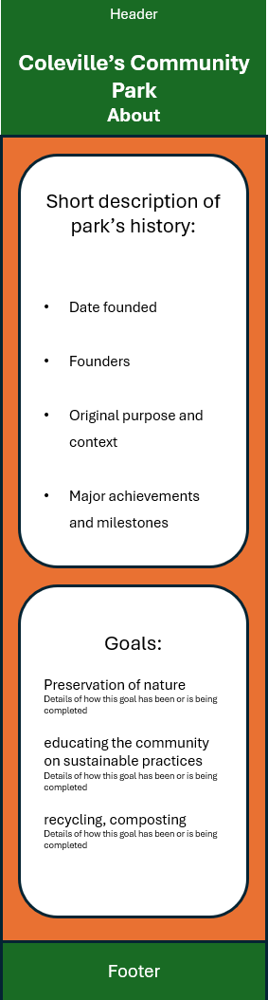 Header
Coleville’s Community
Park
About
Short description of
park’s history:
• Date founded
• Founders
• Original purpose and
context
• Major achievements
and milestones
Goals:
Preservation of nature
Details of how this goal has been or is being
completed
educating the community
on sustainable practices
Details of how this goal has been or is being
completed
recycling, composting
Details of how this goal has been or is being
completed
Footer